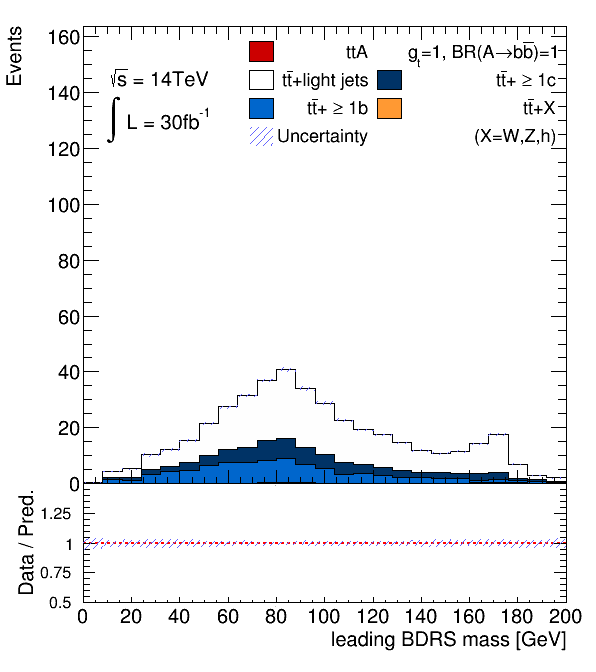 Events
160
140
120
100
80
60
40
20
0
√s = 14TeV
∫ L = 30fb⁻¹
ttA
gₜ=1, BR(A→bb̅)=1
tt̅+light jets
tt̅+ ≥ 1c
tt̅+ ≥ 1b
tt̅+X
Uncertainty
(X=W,Z,h)
Data / Pred.
1.25
1
0.75
0.5
0 20 40 60 80 100 120 140 160 180 200
leading BDRS mass [GeV]